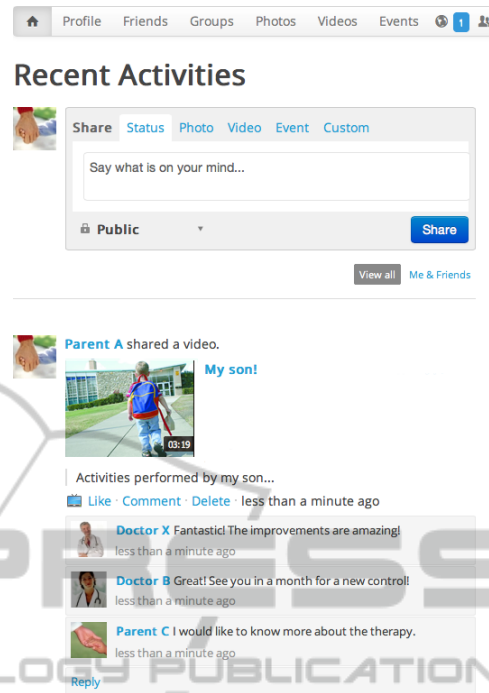 Profile Friends Groups Photos Videos Events 1
Recent Activities
Share Status Photo Video Event Custom
Say what is on your mind...
Public Share
View all Me & Friends
Parent A shared a video.
My son!
03:19
Activities performed by my son...
Like · Comment · Delete · less than a minute ago
Doctor X Fantastic! The improvements are amazing!
less than a minute ago
Doctor B Great! See you in a month for a new control!
less than a minute ago
PRESS
Parent C I would like to know more about the therapy.
less than a minute ago
LOGY PUBLICATION
Reply